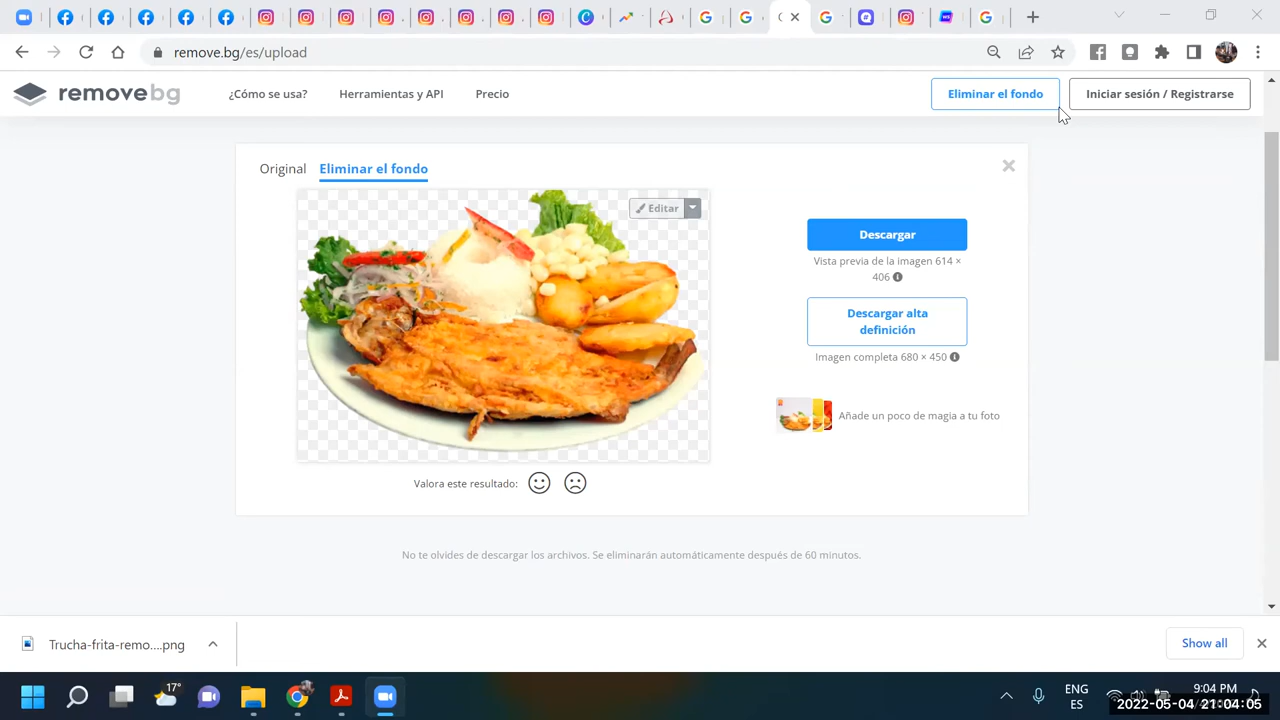 remove.bg/es/upload
removebg
¿Cómo se usa?
Herramientas y API
Precio
Eliminar el fondo
Iniciar sesión / Registrarse
Original
Eliminar el fondo
Editar
Descargar
Vista previa de la imagen 614 ×
406
Descargar alta
definición
Imagen completa 680 × 450
Añade un poco de magia a tu foto
Valora este resultado:
No te olvides de descargar los archivos. Se eliminarán automáticamente después de 60 minutos.
Trucha-frita-remo....png
Show all
17°
ENG
ES
9:04 PM
2022-05-04 21:04:05